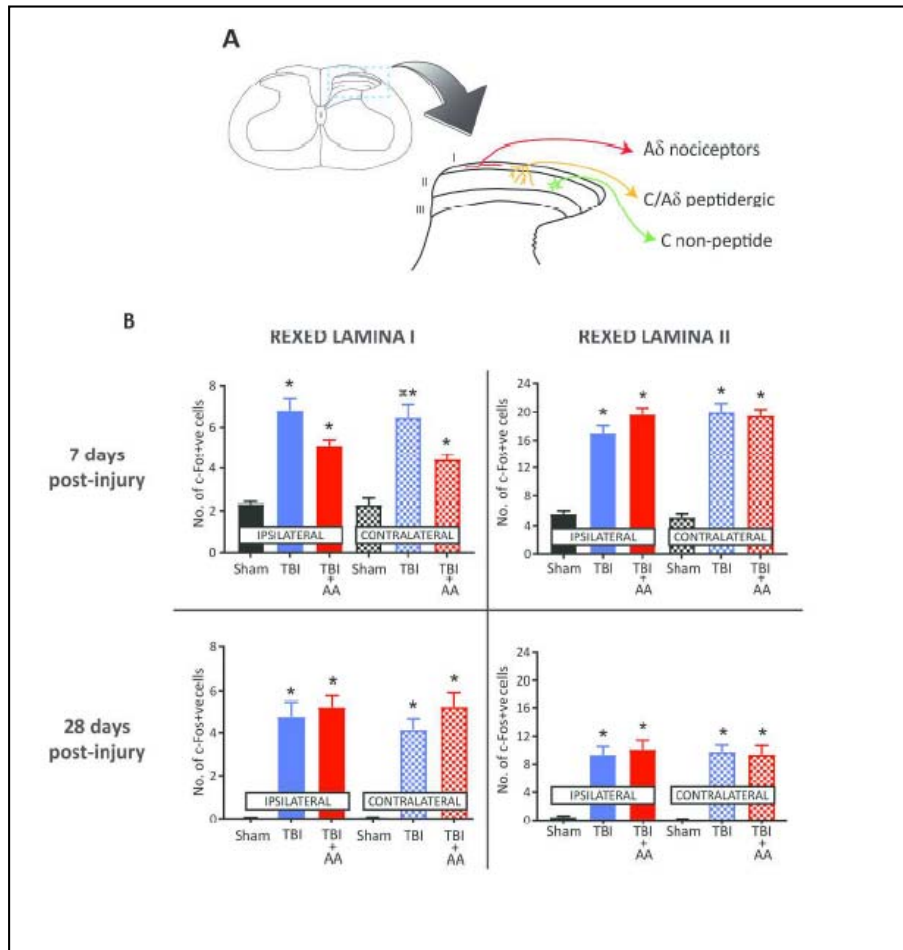 A
I
II
III
Aδ nociceptors
C/Aδ peptidergic
C non-peptide
B
REXED LAMINA I
REXED LAMINA II
7 days
post-injury
No. of c-Fos+ve cells
8
6
4
2
0
*
*
**
*
IPSILATERAL
CONTRALATERAL
Sham
TBI
TBI
+
AA
Sham
TBI
TBI
+
AA
No. of c-Fos+ve cells
24
20
16
12
8
4
0
*
*
*
*
IPSILATERAL
CONTRALATERAL
Sham
TBI
TBI
+
AA
Sham
TBI
TBI
+
AA
28 days
post-injury
No. of c-Fos+ve cells
8
6
4
2
0
*
*
*
*
IPSILATERAL
CONTRALATERAL
Sham
TBI
TBI
+
AA
Sham
TBI
TBI
+
AA
No. of c-Fos+ve cells
24
20
16
12
8
4
0
*
*
*
*
IPSILATERAL
CONTRALATERAL
Sham
TBI
TBI
+
AA
Sham
TBI
TBI
+
AA